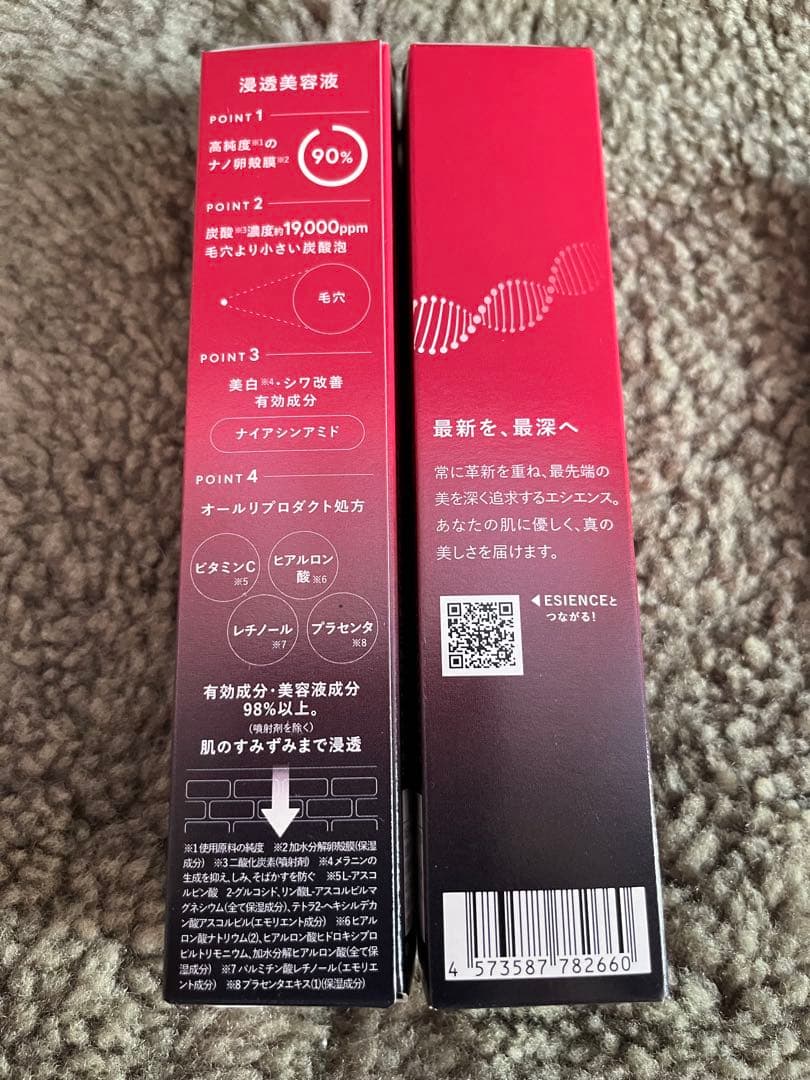 浸透美容液
POINT 1
高純度※1の
ナノ卵殻膜※2
90%
POINT 2
炭酸※3濃度約19,000ppm
毛穴より小さい炭酸泡
毛穴
POINT 3
美白※4・シワ改善
有効成分
ナイアシンアミド
POINT 4
オールリプロダクト処方
ビタミンC
※5
ヒアルロン
酸※6
レチノール
※7
プラセンタ
※8
有効成分・美容液成分
98%以上。
(噴射剤を除く)
肌のすみずみまで浸透
※1使用原料の純度 ※2加水分解卵殻膜(保湿
成分) ※3二酸化炭素(噴射剤) ※4メラニンの
生成を抑え、しみ、そばかすを防ぐ ※5L-アスコ
ルビン酸 2-グルコシド、リン酸L-アスコルビルマ
グネシウム(全て保湿成分)、テトラ2-ヘキシルデカ
ン酸アスコルビル(エモリエント成分) ※6ヒアル
ロン酸ナトリウム(2)、ヒアルロン酸ヒドロキシプロ
ピルトリモニウム、加水分解ヒアルロン酸(全て保
湿成分) ※7パルミチン酸レチノール(エモリエ
ント成分) ※8プラセンタエキス(1)(保湿成分)
最新を、最深へ
常に革新を重ね、最先端の
美を深く追求するエシエンス。
あなたの肌に優しく、真の
美しさを届けます。
◀ESIENCEと
つながる!
4 573587 782660